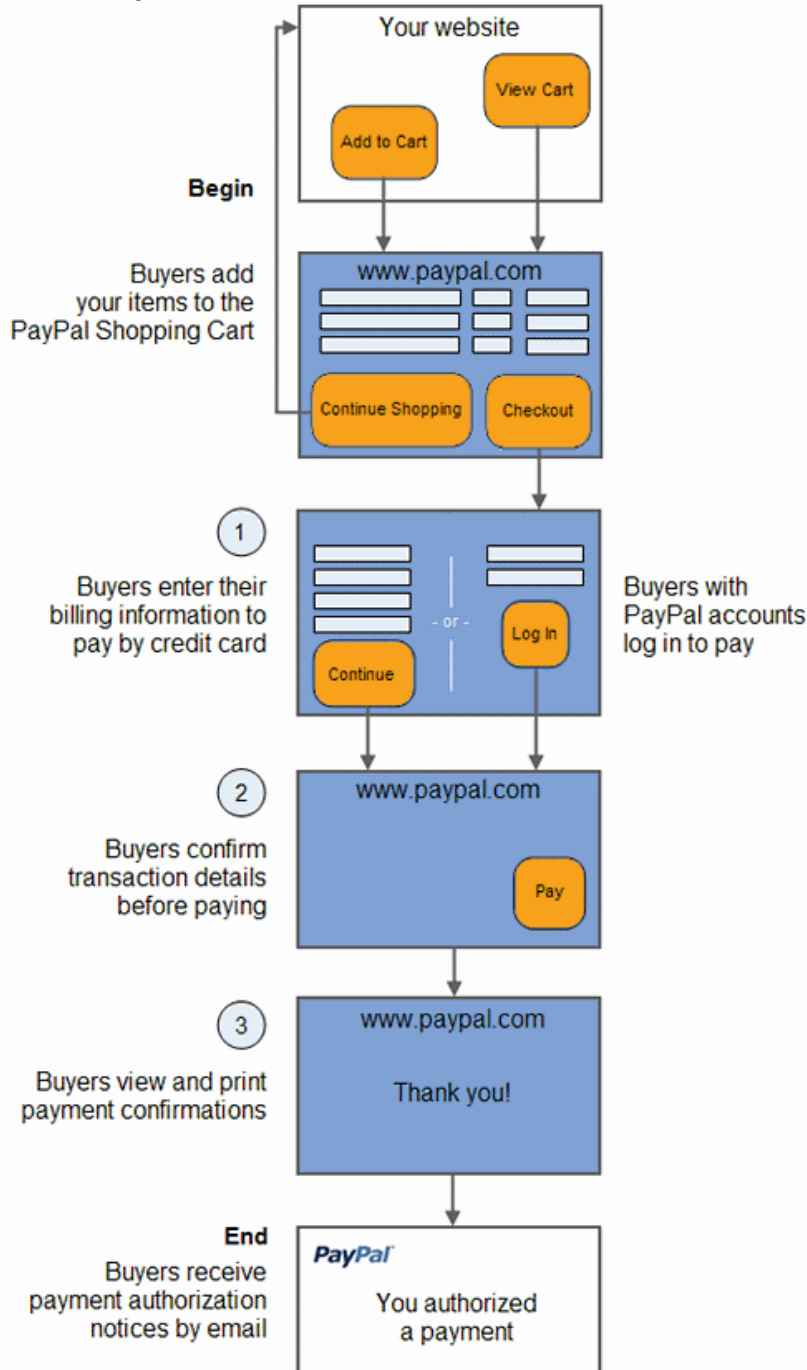 Your website
View Cart
Add to Cart
Begin
Buyers add
your items to the
PayPal Shopping Cart
www.paypal.com
Continue Shopping
Checkout
1
Buyers enter their
billing information to
pay by credit card
- or -
Continue
Log In
Buyers with
PayPal accounts
log in to pay
2
Buyers confirm
transaction details
before paying
www.paypal.com
Pay
3
Buyers view and print
payment confirmations
www.paypal.com
Thank you!
End
Buyers receive
payment authorization
notices by email
PayPal
You authorized
a payment